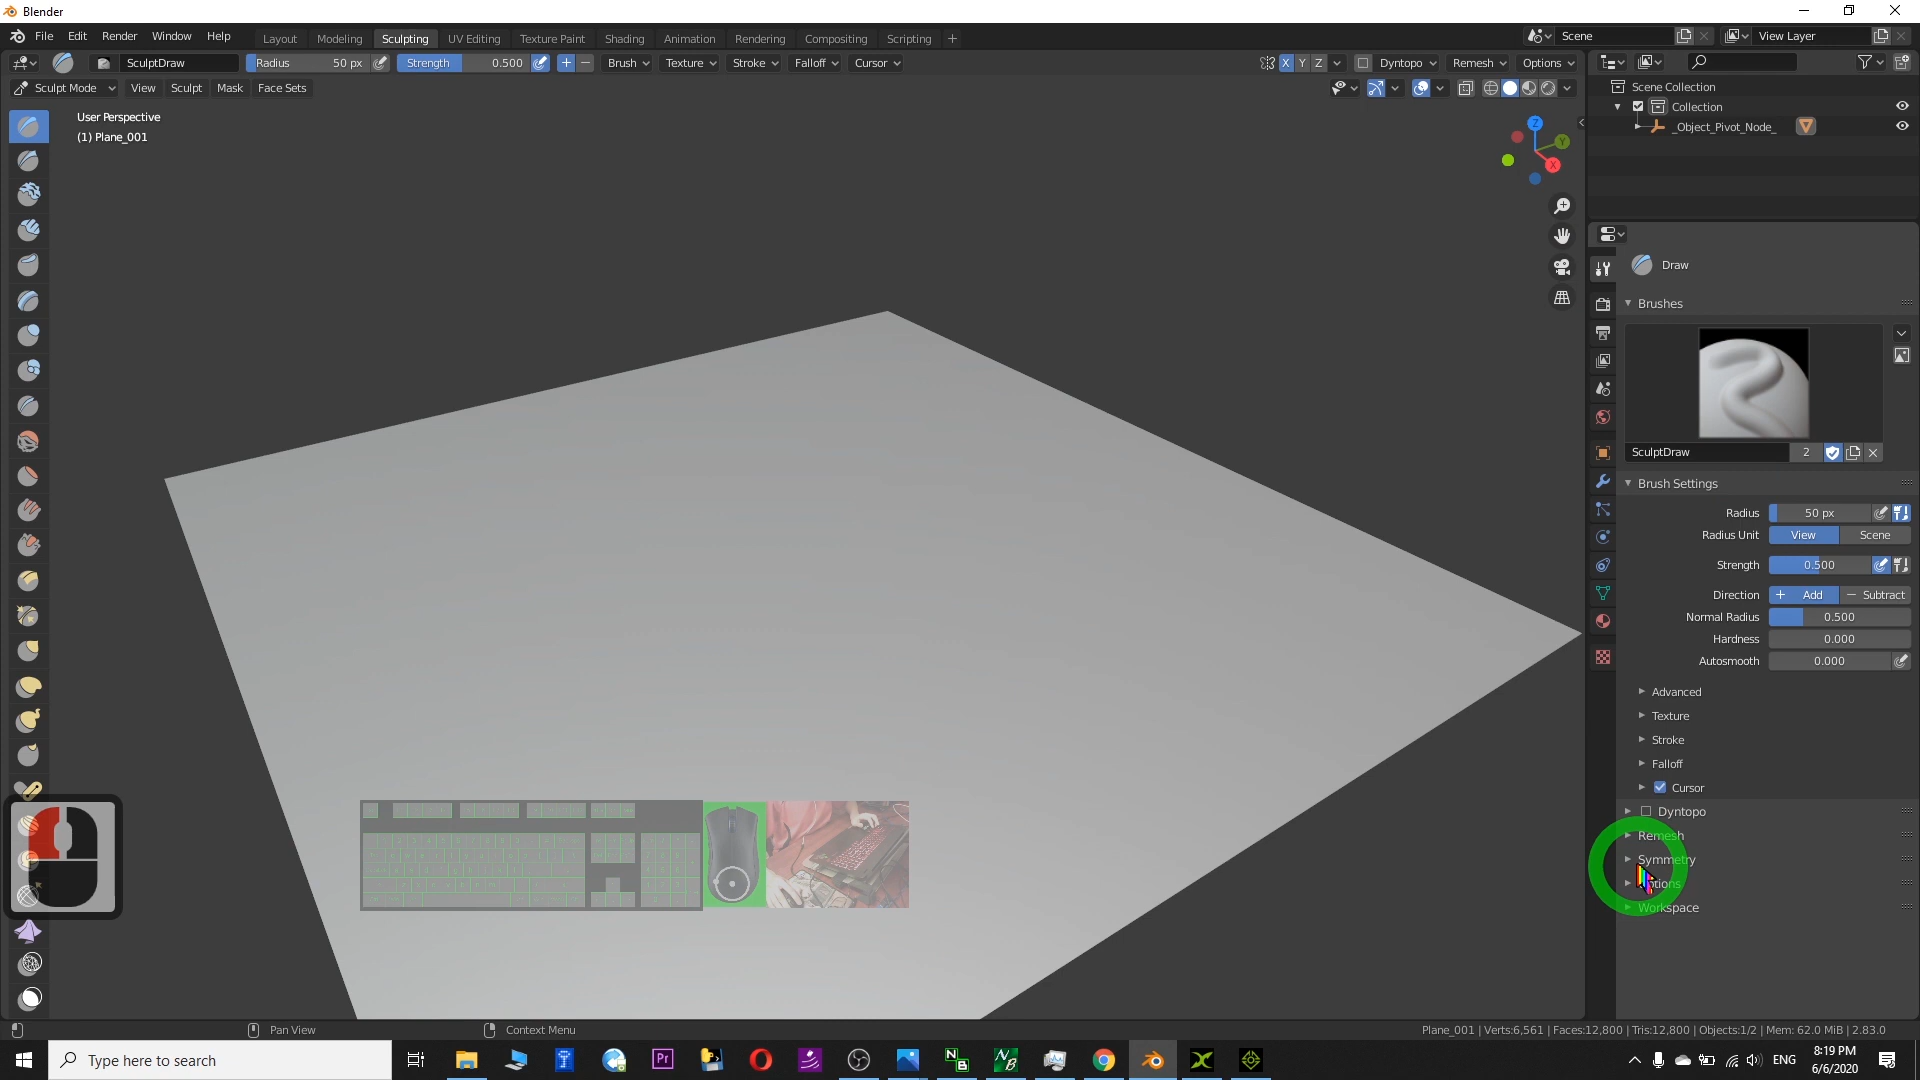 Blender
File Edit Render Window Help Layout Modeling Sculpting UV Editing Texture Paint Shading Animation Rendering Compositing Scripting + Scene View Layer
SculptDraw Radius 50 px Strength 0.500 + − Brush Texture Stroke Falloff Cursor X Y Z Dyntopo Remesh Options
Sculpt Mode View Sculpt Mask Face Sets
Scene Collection
Collection
_Object_Pivot_Node_
User Perspective
(1) Plane_001
Z
Y
X
Draw
Brushes
SculptDraw 2
Brush Settings
Radius 50 px
Radius Unit View Scene
Strength 0.500
Direction + Add − Subtract
Normal Radius 0.500
Hardness 0.000
Autosmooth 0.000
Advanced
Texture
Stroke
Falloff
Cursor
Dyntopo
Remesh
Symmetry
Workspace
Pan View Context Menu Plane_001 | Verts:6,561 | Faces:12,800 | Tris:12,800 | Objects:1/2 | Mem: 62.0 MiB | 2.83.0
Type here to search Pr N B N B ENG 8:19 PM
6/6/2020